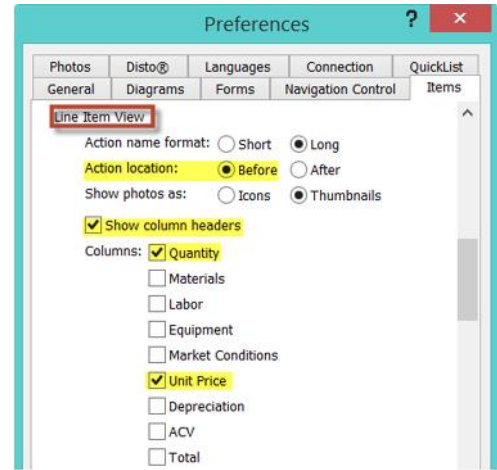 Preferences ? ×
Photos Disto® Languages Connection QuickList
General Diagrams Forms Navigation Control Items
Line Item View
Action name format: Short Long
Action location: Before After
Show photos as: Icons Thumbnails
Show column headers
Columns: Quantity
Materials
Labor
Equipment
Market Conditions
Unit Price
Depreciation
ACV
Total